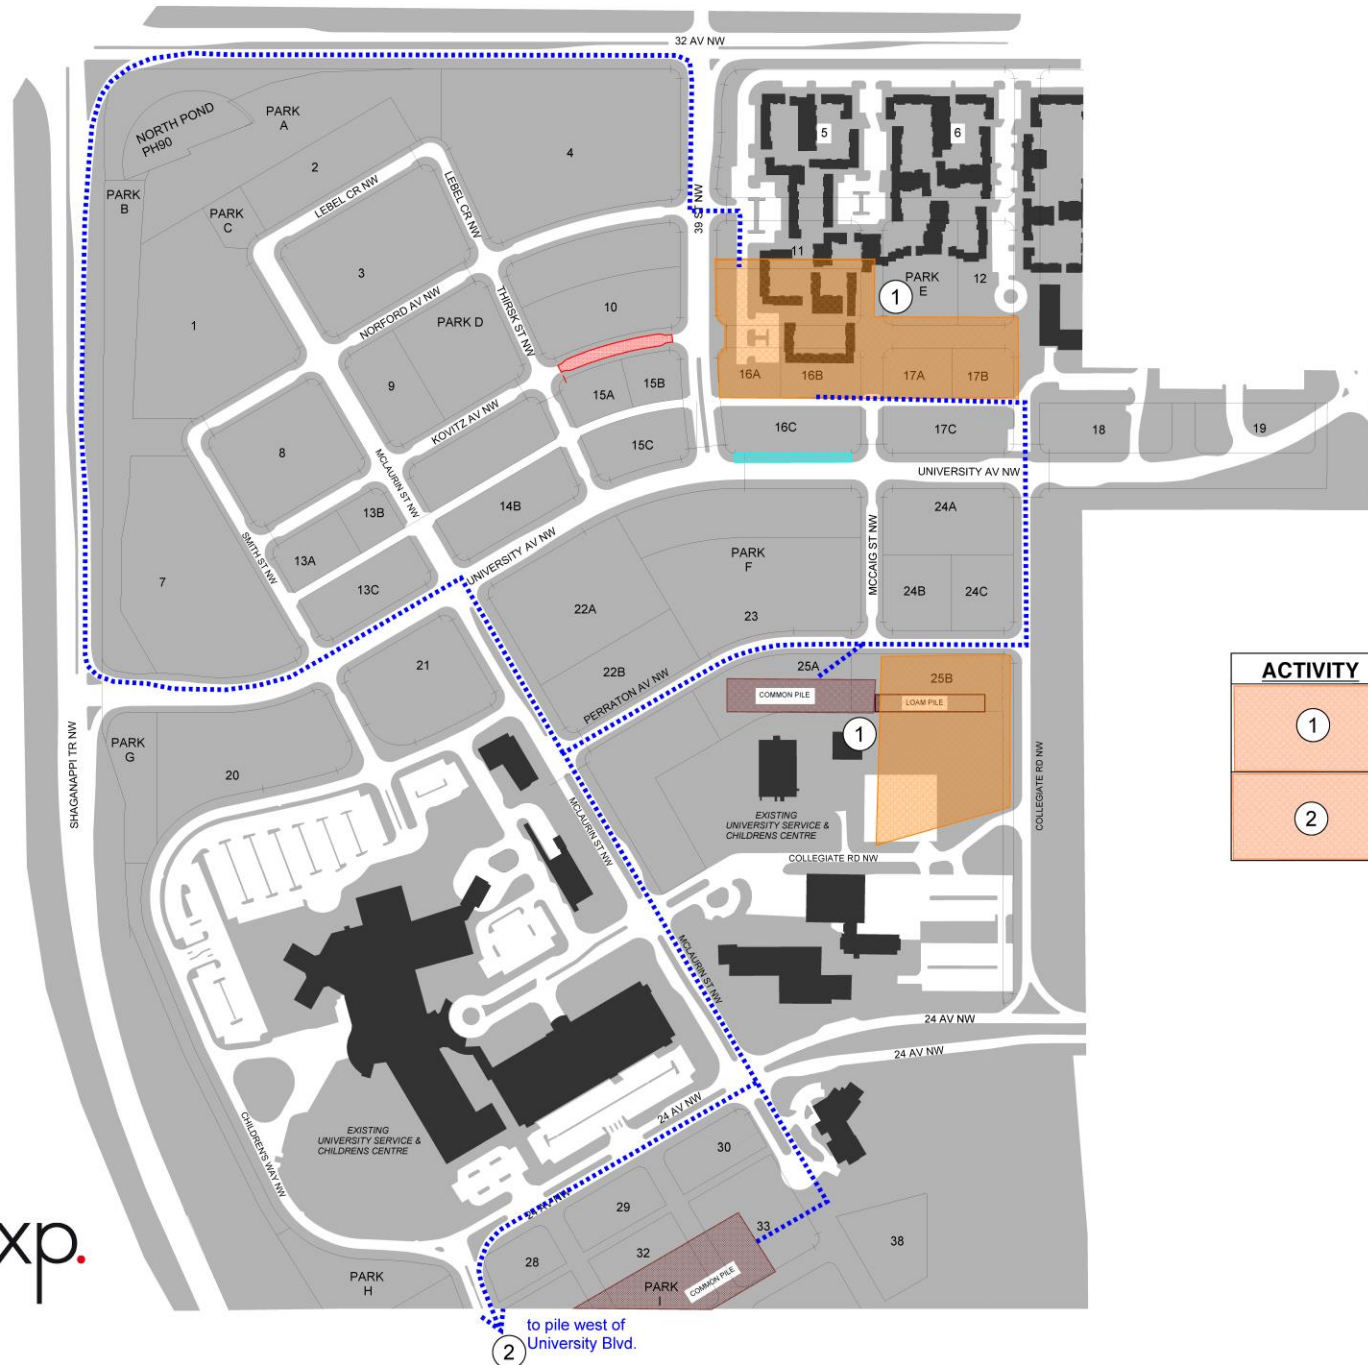 32 AV NW
NORTH POND
PH90
PARK
A
5
6
2
4
PARK
B
PARK
C
LEBEL CR NW
LEBEL CR NW
39 ST NW
11
PARK
E
12
3
1
THIRSK ST NW
10
NORFORD AV NW
PARK D
1
9
15A
15B
16A
16B
17A
17B
KOVITZ AV NW
15C
16C
17C
18
19
8
MCLAURIN ST NW
UNIVERSITY AV NW
13B
14B
24A
SMITH ST NW
13A
UNIVERSITY AV NW
PARK
F
MCCAIG ST NW
7
13C
22A
24B
24C
23
21
22B
PERRATON AV NW
25A
25B
COMMON PILE
LOAM PILE
ACTIVITY
1
2
PARK
G
20
1
SHAGANAPPI TR NW
MCLAURIN ST NW
EXISTING
UNIVERSITY SERVICE &
CHILDRENS CENTRE
COLLEGIATE RD NW
COLLEGIATE RD NW
MCLAURIN ST NW
24 AV NW
24 AV NW
24 AV NW
CHILDREN'S WAY NW
EXISTING
UNIVERSITY SERVICE &
CHILDRENS CENTRE
30
24 AV NW
29
33
38
28
32
PARK
I
COMMON PILE
PARK
H
xp.
to pile west of
University Blvd.
2